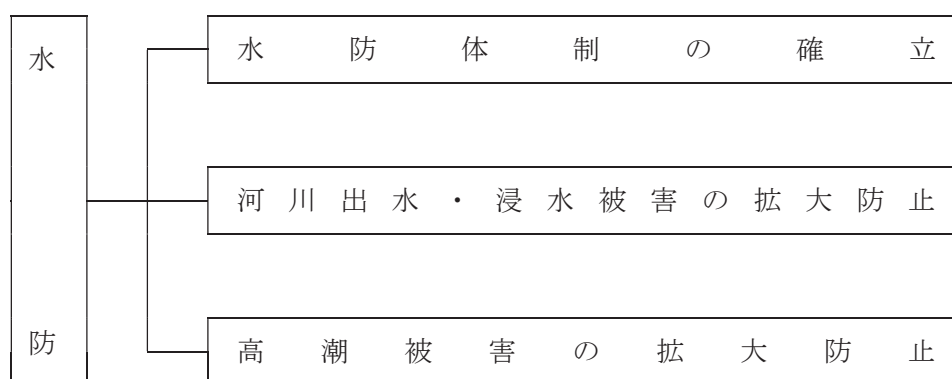 水防
水防体制の確立
河川出水・浸水被害の拡大防止
高潮被害の拡大防止